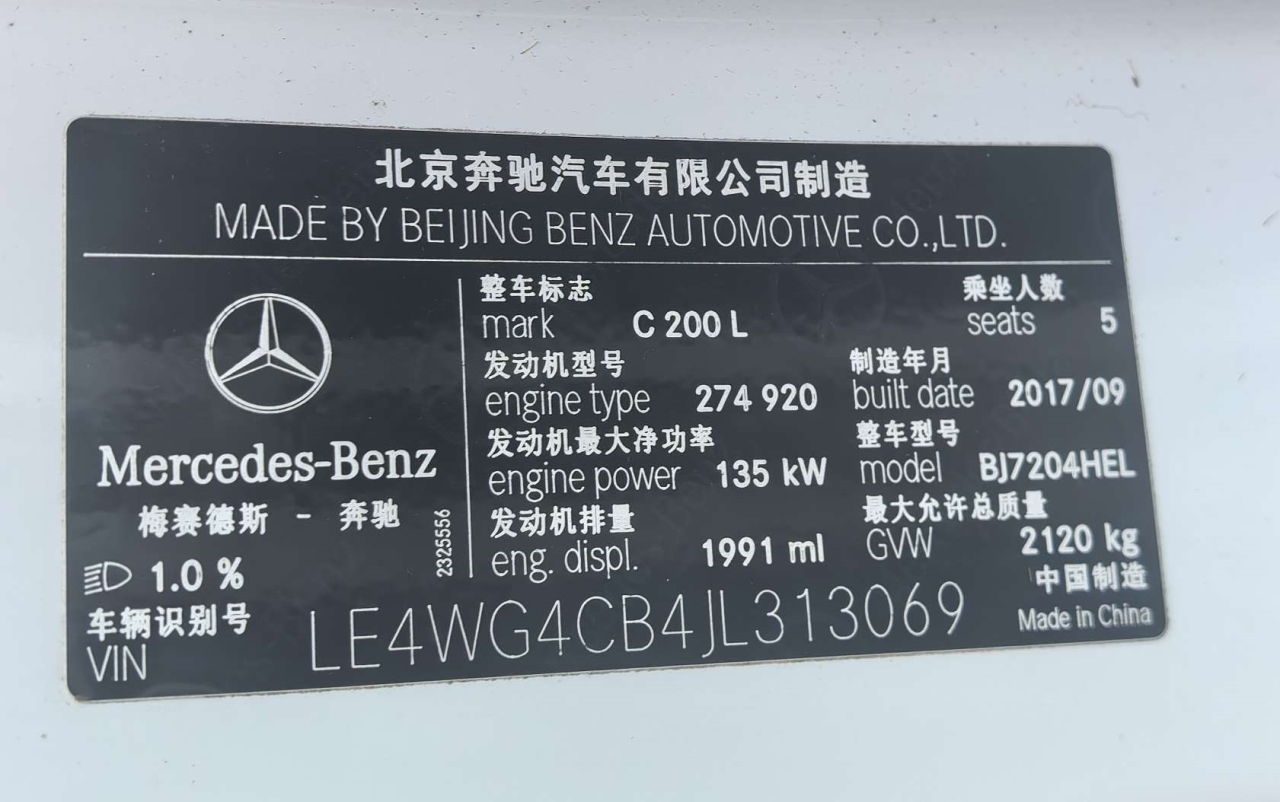 北京奔驰汽车有限公司制造
MADE BY BEIJING BENZ AUTOMOTIVE CO.,LTD.
Mercedes-Benz
梅赛德斯 - 奔驰
2325556
1.0 %
整车标志 乘坐人数
mark C 200 L seats 5
发动机型号 制造年月
engine type 274 920 built date 2017/09
发动机最大净功率 整车型号
engine power 135 kW model BJ7204HEL
发动机排量 最大允许总质量
eng. displ. 1991 ml GVW 2120 kg
中国制造
Made in China
车辆识别号
VIN LE4WG4CB4JL313069